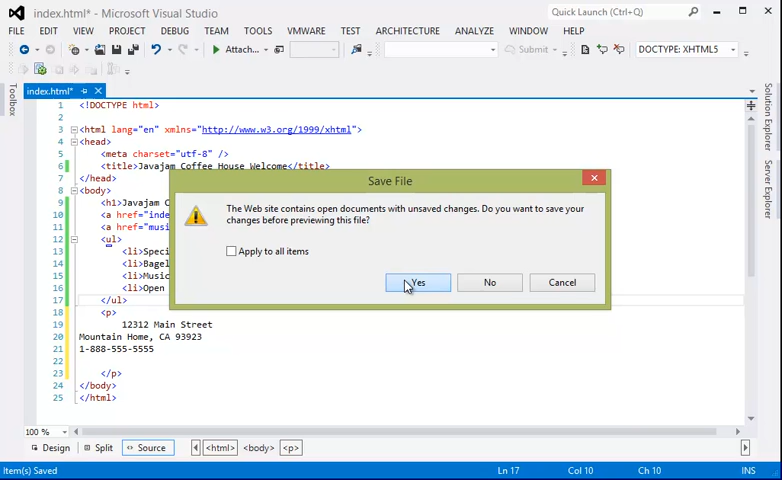 index.html* - Microsoft Visual Studio
Quick Launch (Ctrl+Q)
FILE EDIT VIEW PROJECT DEBUG TEAM TOOLS VMWARE TEST ARCHITECTURE ANALYZE WINDOW HELP
Attach... Submit DOCTYPE: XHTML5
Toolbox
Solution Explorer
Server Explorer
index.html*
1 <!DOCTYPE html>
2
3 <html lang="en" xmlns="http://www.w3.org/1999/xhtml">
4 <head>
5 <meta charset="utf-8" />
6 <title>Javajam Coffee House Welcome</title>
7 </head>
8 <body>
9 <h1>Javajam C
10 <a href="inde
11 <a href="musi
12 <ul>
13 <li>Speci
14 <li>Bagel
15 <li>Music
16 <li>Open
17 </ul>
18 <p>
19 12312 Main Street
20 Mountain Home, CA 93923
21 1-888-555-5555
22
23 </p>
24 </body>
25 </html>
Save File
The Web site contains open documents with unsaved changes. Do you want to save your
changes before previewing this file?
Apply to all items
Yes No Cancel
100 %
Design Split Source <html> <body> <p>
Item(s) Saved Ln 17 Col 10 Ch 10 INS